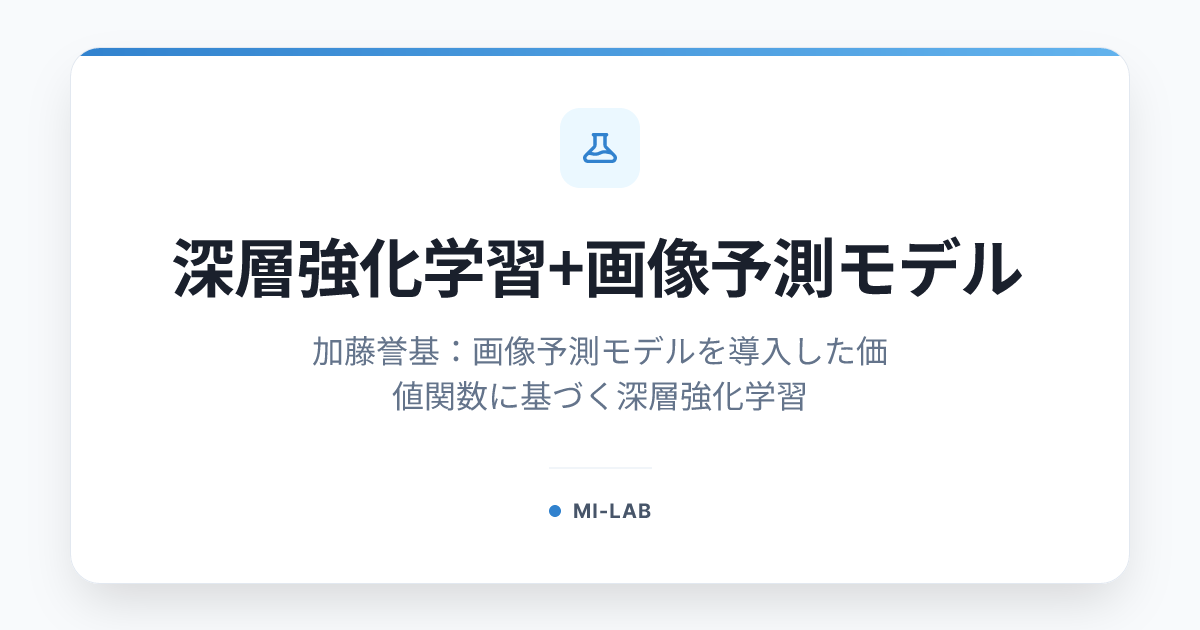 深層強化学習+画像予測モデル
加藤誉基：画像予測モデルを導入した価
値関数に基づく深層強化学習
MI-LAB